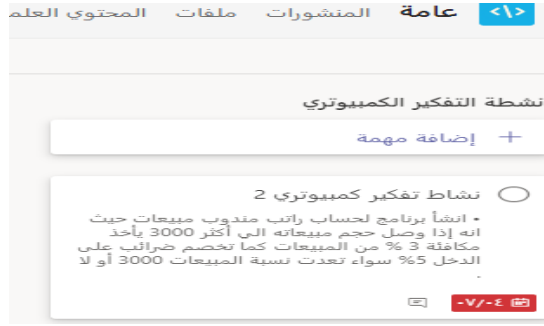 </> عامة المنشورات ملفات المحتوي العلم
نشطة التفكير الكمبيوتري
+ إضافة مهمة
نشاط تفكير كمبيوتري 2
• انشأ برنامج لحساب راتب مندوب مبيعات حيث
انه إذا وصل حجم مبيعاته الي أكثر 3000 يأخذ
مكافئة 3 % من المبيعات كما تخصم ضرائب على
الدخل 5% سواء تعدت نسبة المبيعات 3000 أو لا
.
٠٧/٠٤